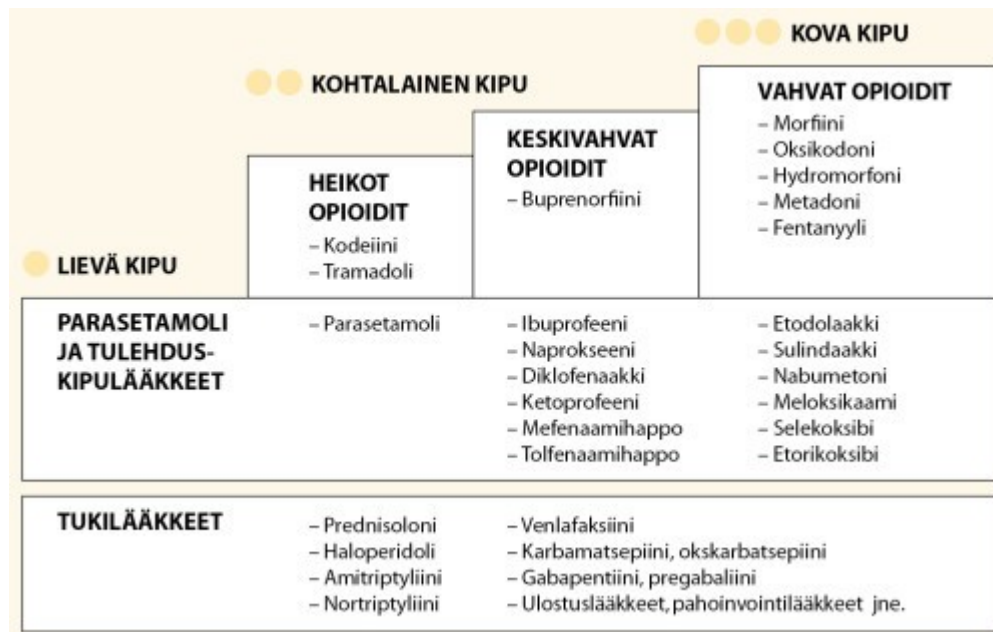 KOVA KIPU
KOHTALAINEN KIPU
VAHVAT OPIOIDIT
– Morfiini
– Oksikodoni
– Hydromorfoni
– Metadoni
– Fentanyyli
KESKIVAHVAT
OPIOIDIT
– Buprenorfiini
HEIKOT
OPIOIDIT
– Kodeiini
– Tramadoli
LIEVÄ KIPU
PARASETAMOLI
JA TULEHDUS-
KIPULÄÄKKEET
– Parasetamoli
– Ibuprofeeni
– Naprokseeni
– Diklofenaakki
– Ketoprofeeni
– Mefenaamihappo
– Tolfenaamihappo
– Etodolaakki
– Sulindaakki
– Nabumetoni
– Meloksikaami
– Selekoksibi
– Etorikoksibi
TUKILÄÄKKEET
– Prednisoloni
– Haloperidoli
– Amitriptyliini
– Nortriptyliini
– Venlafaksiini
– Karbamatsepiini, okskarbatsepiini
– Gabapentiini, pregabaliini
– Ulostuslääkkeet, pahoinvointilääkkeet jne.